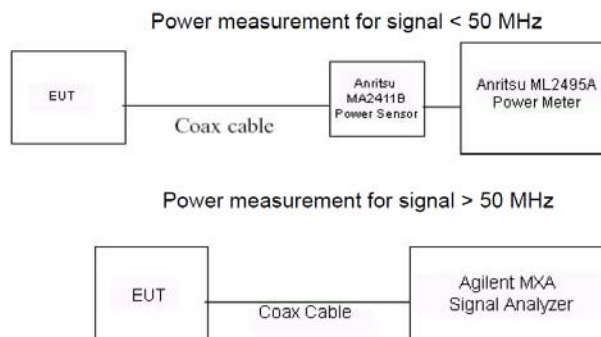 Power measurement for signal < 50 MHz
EUT
Coax cable
Anritsu
MA2411B
Power Sensor
Anritsu ML2495A
Power Meter
Power measurement for signal > 50 MHz
EUT
Coax Cable
Agilent MXA
Signal Analyzer